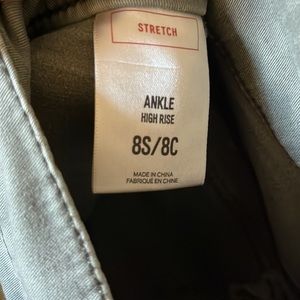 STRETCH
ANKLE
HIGH RISE
8S/8C
MADE IN CHINA
FABRIQUÉ EN CHINE